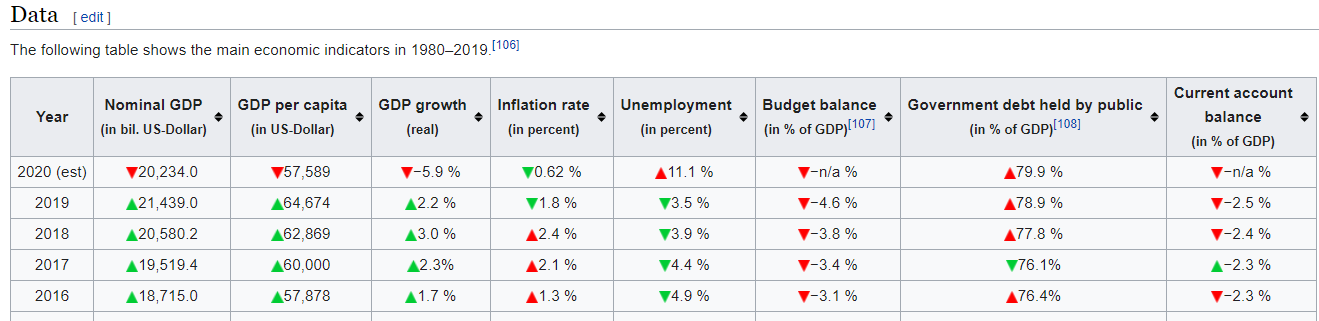 Data [ edit ]
The following table shows the main economic indicators in 1980–2019.[106]
Year Nominal GDP (in bil. US-Dollar) GDP per capita (in US-Dollar) GDP growth (real) Inflation rate (in percent) Unemployment (in percent) Budget balance (in % of GDP)[107] Government debt held by public (in % of GDP)[108] Current account balance (in % of GDP)
2020 (est) ▼20,234.0 ▼57,589 ▼−5.9 % ▼0.62 % ▲11.1 % ▼−n/a % ▲79.9 % ▼−n/a %
2019 ▲21,439.0 ▲64,674 ▲2.2 % ▼1.8 % ▼3.5 % ▼−4.6 % ▲78.9 % ▼−2.5 %
2018 ▲20,580.2 ▲62,869 ▲3.0 % ▲2.4 % ▼3.9 % ▼−3.8 % ▲77.8 % ▼−2.4 %
2017 ▲19,519.4 ▲60,000 ▲2.3% ▲2.1 % ▼4.4 % ▼−3.4 % ▼76.1% ▲−2.3 %
2016 ▲18,715.0 ▲57,878 ▲1.7 % ▲1.3 % ▼4.9 % ▼−3.1 % ▲76.4% ▼−2.3 %